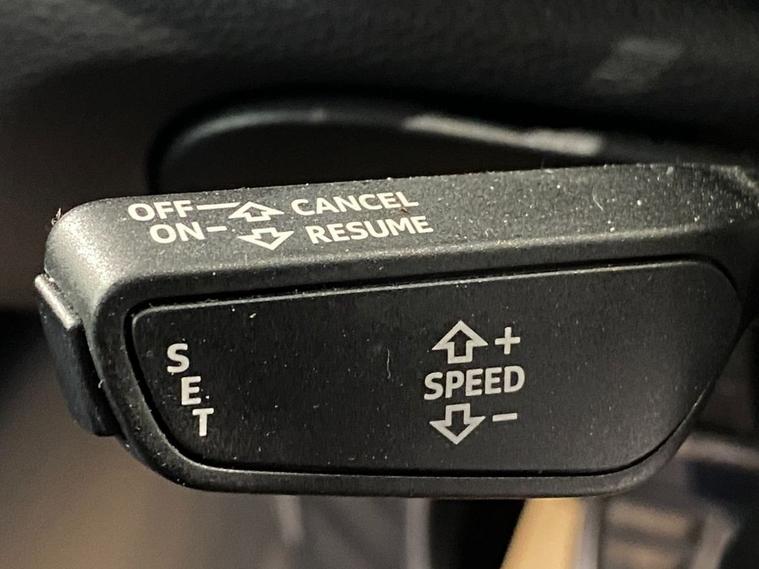 OFF CANCEL
ON RESUME
SET
+
SPEED
-